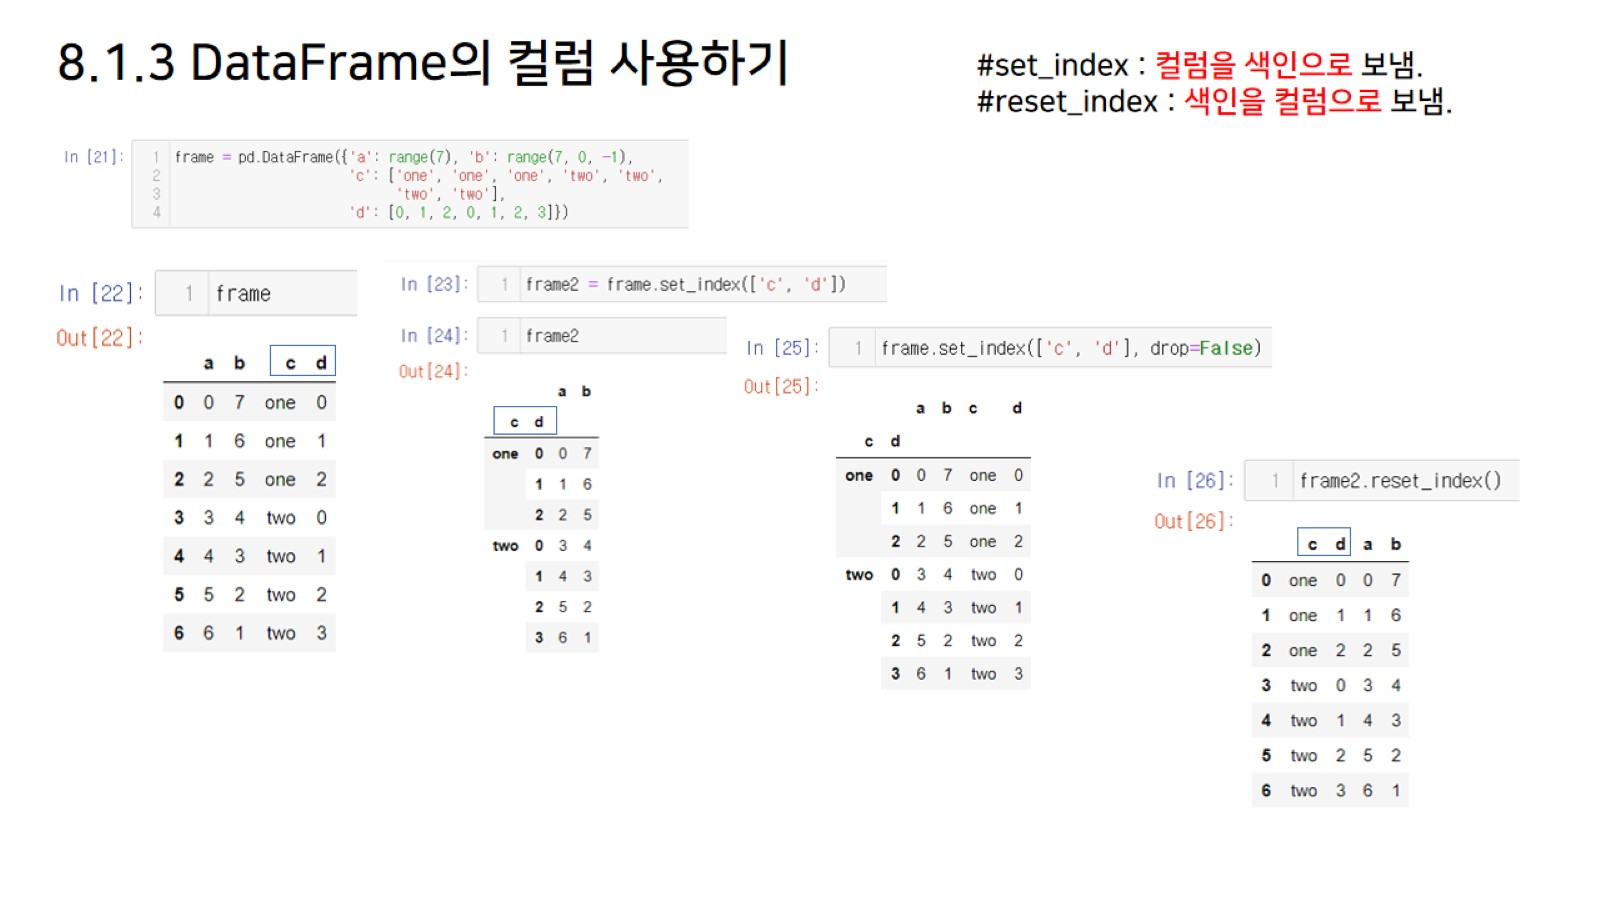 8.1.3 DataFrame의 컬럼 사용하기
#set_index : 컬럼을 색인으로 보냄.
#reset_index : 색인을 컬럼으로 보냄.
In [21]:
1 frame = pd.DataFrame({'a': range(7), 'b': range(7, 0, -1),
2 'c': ['one', 'one', 'one', 'two', 'two',
3 'two', 'two'],
4 'd': [0, 1, 2, 0, 1, 2, 3]})
In [22]: 1 frame
Out[22]:
a b c d
0 0 7 one 0
1 1 6 one 1
2 2 5 one 2
3 3 4 two 0
4 4 3 two 1
5 5 2 two 2
6 6 1 two 3
In [23]: 1 frame2 = frame.set_index(['c', 'd'])
In [24]: 1 frame2
Out[24]:
a b
c d
one 0 0 7
1 1 6
2 2 5
two 0 3 4
1 4 3
2 5 2
3 6 1
In [25]: 1 frame.set_index(['c', 'd'], drop=False)
Out[25]:
a b c d
c d
one 0 0 7 one 0
1 1 6 one 1
2 2 5 one 2
two 0 3 4 two 0
1 4 3 two 1
2 5 2 two 2
3 6 1 two 3
In [26]: 1 frame2.reset_index()
Out[26]:
c d a b
0 one 0 0 7
1 one 1 1 6
2 one 2 2 5
3 two 0 3 4
4 two 1 4 3
5 two 2 5 2
6 two 3 6 1